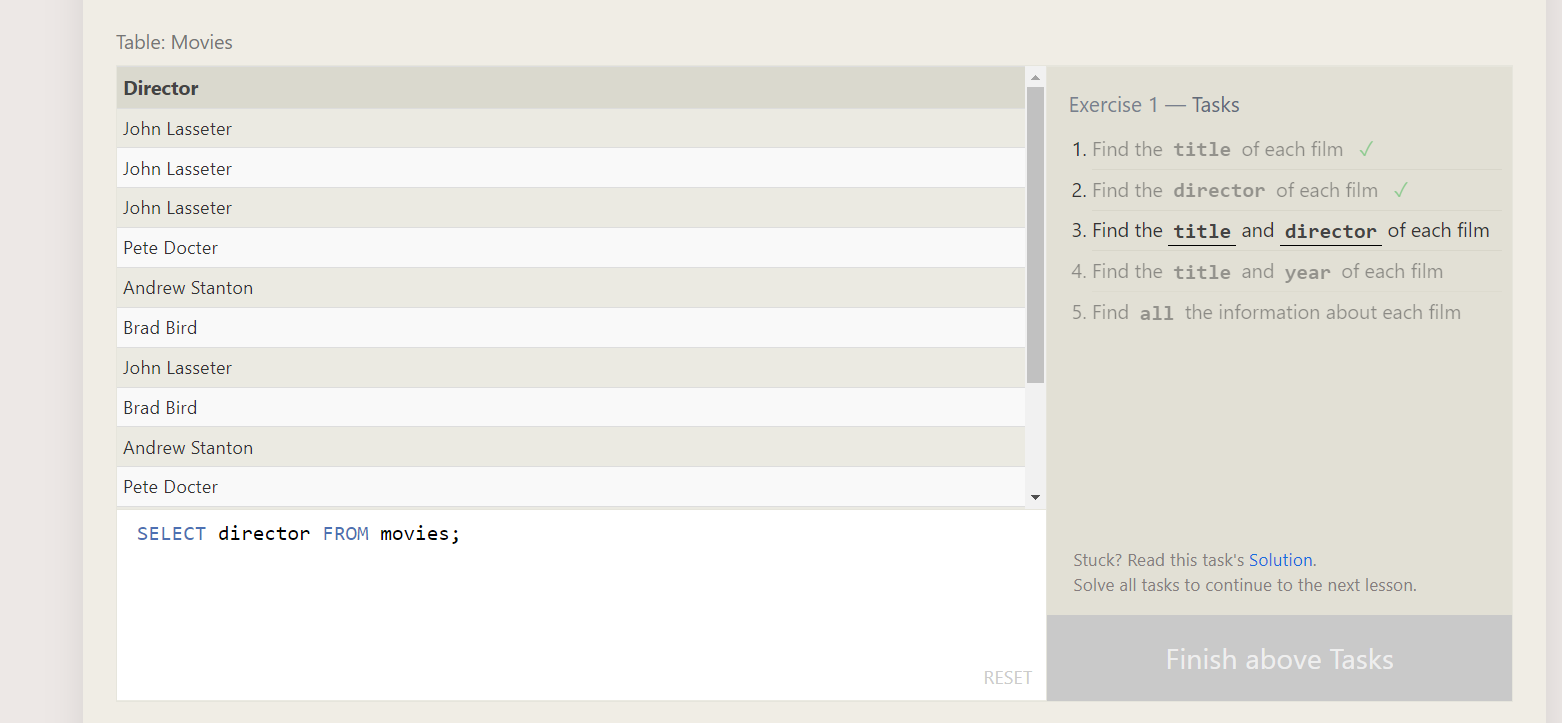 Table: Movies
Director
John Lasseter
John Lasseter
John Lasseter
Pete Docter
Andrew Stanton
Brad Bird
John Lasseter
Brad Bird
Andrew Stanton
Pete Docter
SELECT director FROM movies;
RESET
Exercise 1 — Tasks
1. Find the title of each film ✓
2. Find the director of each film ✓
3. Find the title and director of each film
4. Find the title and year of each film
5. Find all the information about each film
Stuck? Read this task's Solution.
Solve all tasks to continue to the next lesson.
Finish above Tasks